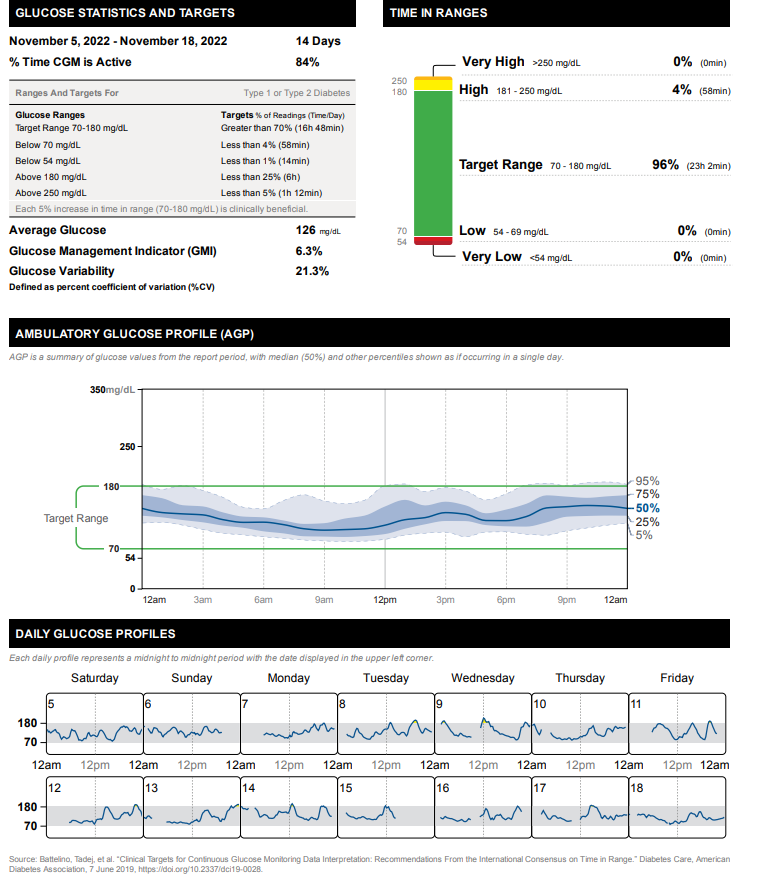 GLUCOSE STATISTICS AND TARGETS
November 5, 2022 - November 18, 2022 14 Days
% Time CGM is Active 84%
Ranges And Targets For Type 1 or Type 2 Diabetes
Glucose Ranges Targets % of Readings (Time/Day)
Target Range 70-180 mg/dL Greater than 70% (16h 48min)
Below 70 mg/dL Less than 4% (58min)
Below 54 mg/dL Less than 1% (14min)
Above 180 mg/dL Less than 25% (6h)
Above 250 mg/dL Less than 5% (1h 12min)
Each 5% increase in time in range (70-180 mg/dL) is clinically beneficial.
Average Glucose 126 mg/dL
Glucose Management Indicator (GMI) 6.3%
Glucose Variability 21.3%
Defined as percent coefficient of variation (%CV)
TIME IN RANGES
Very High >250 mg/dL 0% (0min)
250
High 181 - 250 mg/dL 4% (58min)
180
Target Range 70 - 180 mg/dL 96% (23h 2min)
70
Low 54 - 69 mg/dL 0% (0min)
54
Very Low <54 mg/dL 0% (0min)
AMBULATORY GLUCOSE PROFILE (AGP)
AGP is a summary of glucose values from the report period, with median (50%) and other percentiles shown as if occurring in a single day.
350mg/dL
250
180
95%
75%
50%
Target Range
25%
5%
70
54
0
12am 3am 6am 9am 12pm 3pm 6pm 9pm 12am
DAILY GLUCOSE PROFILES
Each daily profile represents a midnight to midnight period with the date displayed in the upper left corner.
Saturday Sunday Monday Tuesday Wednesday Thursday Friday
5 6 7 8 9 10 11
180
70
12am 12pm 12am 12pm 12am 12pm 12am 12pm 12am 12pm 12am 12pm 12am 12pm 12am
12 13 14 15 16 17 18
180
70
Source: Battelino, Tadej, et al. "Clinical Targets for Continuous Glucose Monitoring Data Interpretation: Recommendations From the International Consensus on Time in Range." Diabetes Care, American
Diabetes Association, 7 June 2019, https://doi.org/10.2337/dci19-0028.